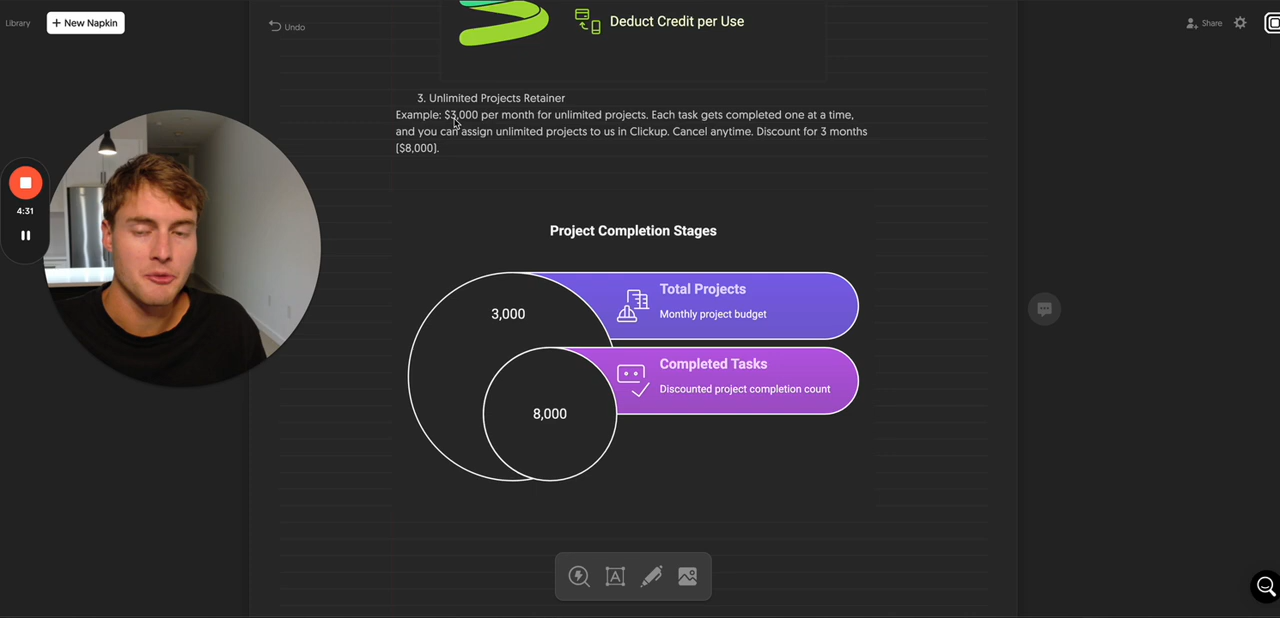 Library
+ New Napkin
Undo
Share
Deduct Credit per Use
3. Unlimited Projects Retainer
Example: $3,000 per month for unlimited projects. Each task gets completed one at a time,
and you can assign unlimited projects to us in Clickup. Cancel anytime. Discount for 3 months
[$8,000].
4:31
Project Completion Stages
3,000
Total Projects
Monthly project budget
Completed Tasks
Discounted project completion count
8,000
A